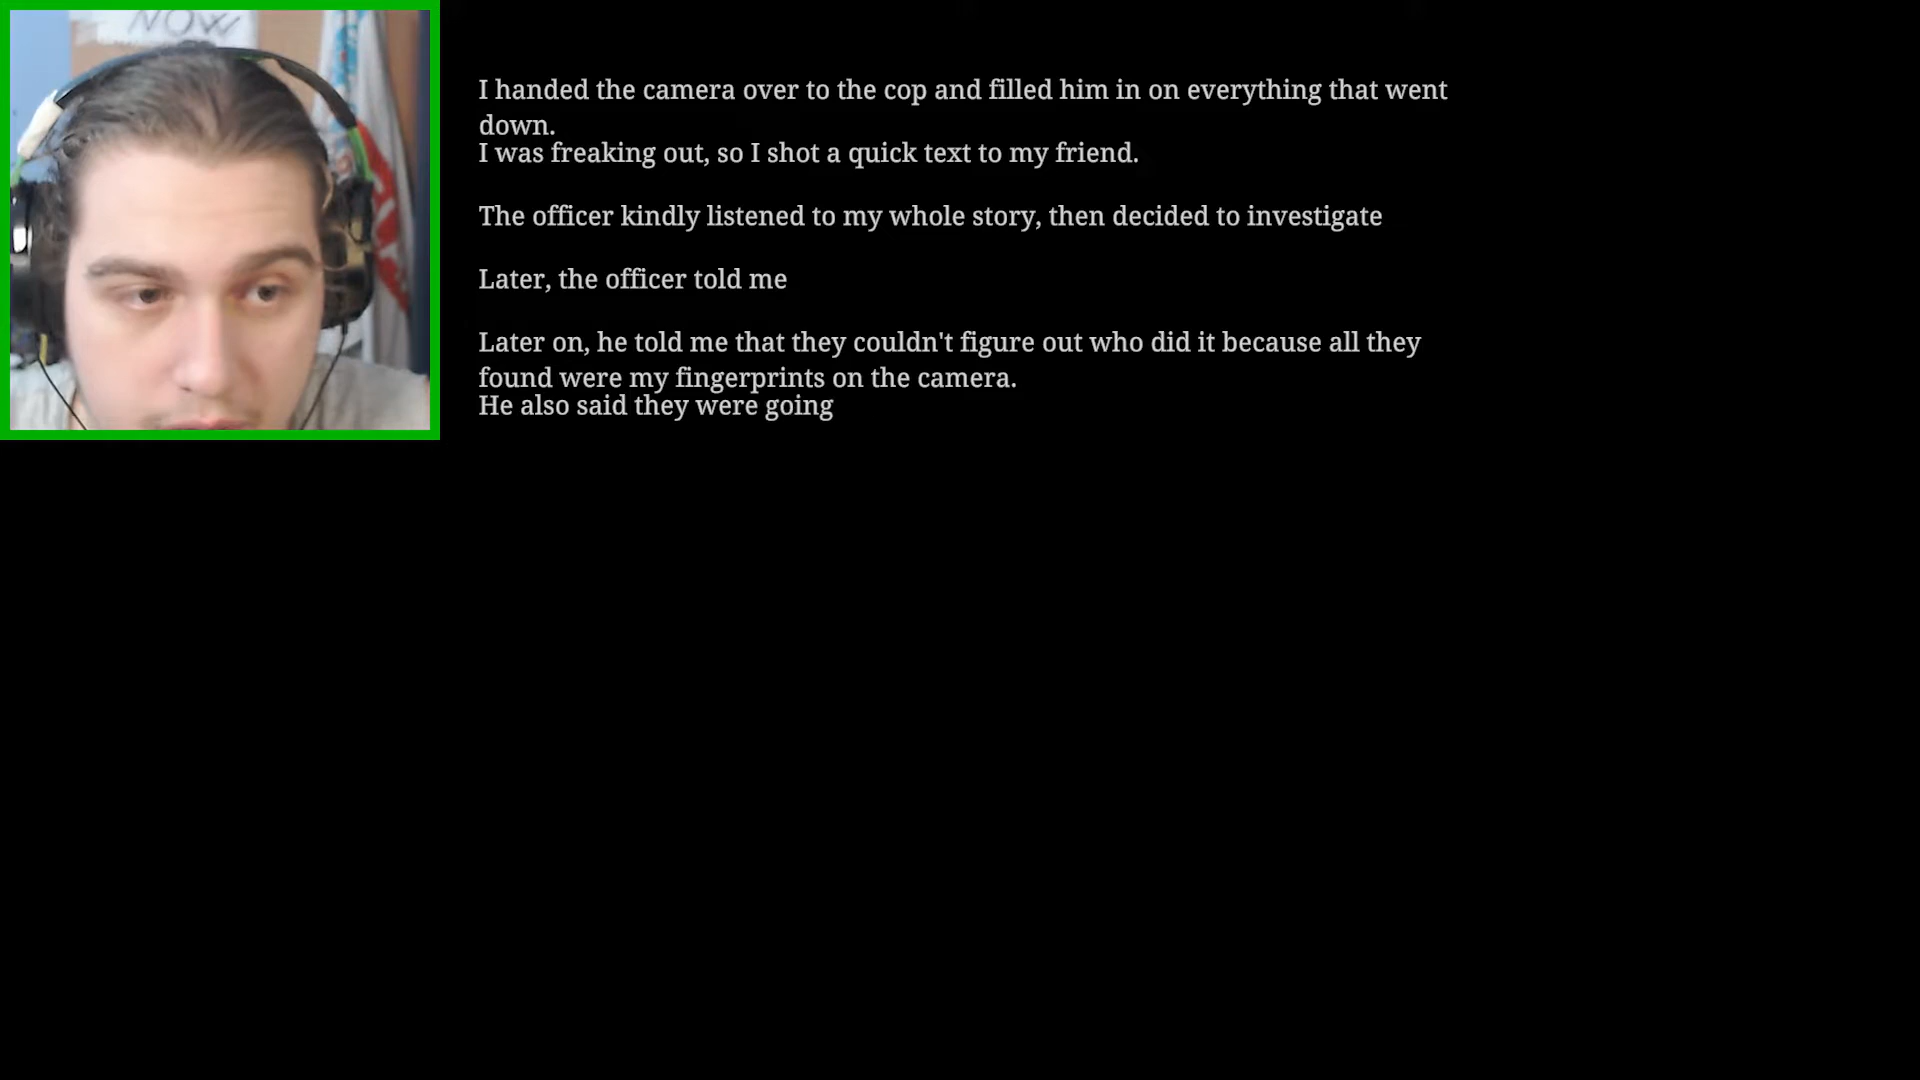 NOW
I handed the camera over to the cop and filled him in on everything that went
down.
I was freaking out, so I shot a quick text to my friend.
The officer kindly listened to my whole story, then decided to investigate
Later, the officer told me
Later on, he told me that they couldn't figure out who did it because all they
found were my fingerprints on the camera.
He also said they were going